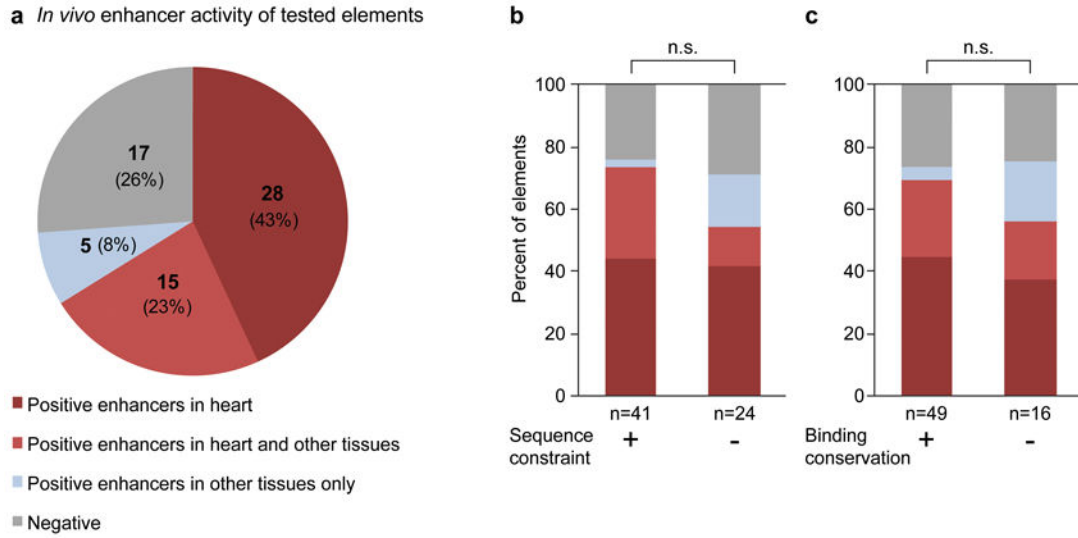 a In vivo enhancer activity of tested elements
17
(26%)
28
(43%)
5 (8%)
15
(23%)
Positive enhancers in heart
Positive enhancers in heart and other tissues
Positive enhancers in other tissues only
Negative
b
n.s.
Percent of elements
100
80
60
40
20
0
n=41 n=24
Sequence
constraint + -
c
n.s.
100
80
60
40
20
0
n=49 n=16
Binding
conservation + -